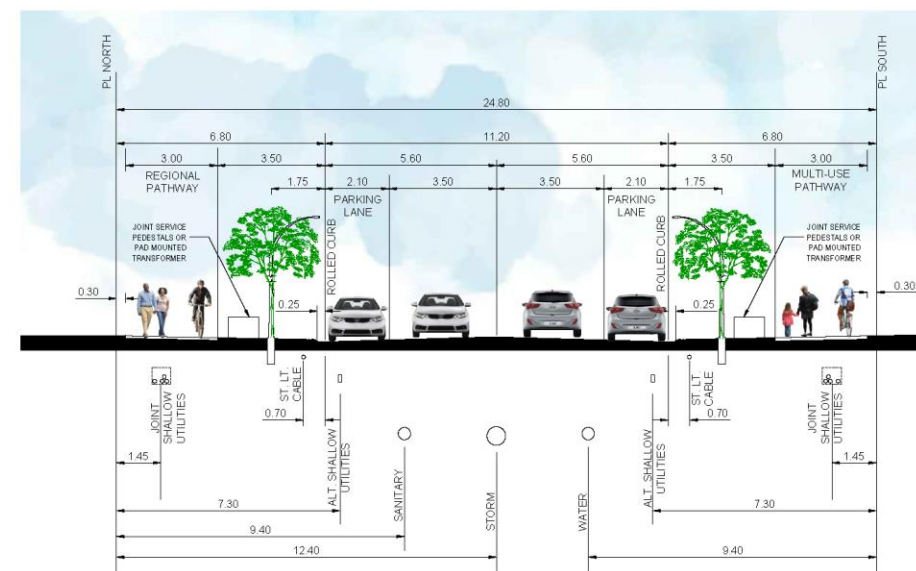 PL NORTH
PL SOUTH
24.80
6.80
11.20
6.80
3.00
3.50
5.60
5.60
3.50
3.00
REGIONAL
PATHWAY
MULTI-USE
PATHWAY
1.75
2.10
3.50
3.50
2.10
1.75
PARKING
LANE
PARKING
LANE
JOINT SERVICE
PEDESTALS OR
PAD MOUNTED
TRANSFORMER
ROLLED CURB
ROLLED CURB
JOINT SERVICE
PEDESTALS OR
PAD MOUNTED
TRANSFORMER
0.30
0.25
0.25
0.30
JOINT
SHALLOW
UTILITIES
ST. LT.
CABLE
ST. LT.
CABLE
JOINT
SHALLOW
UTILITIES
0.70
0.70
1.45
1.45
ALT. SHALLOW
UTILITIES
SANITARY
STORM
WATER
ALT. SHALLOW
UTILITIES
7.30
7.30
9.40
12.40
9.40